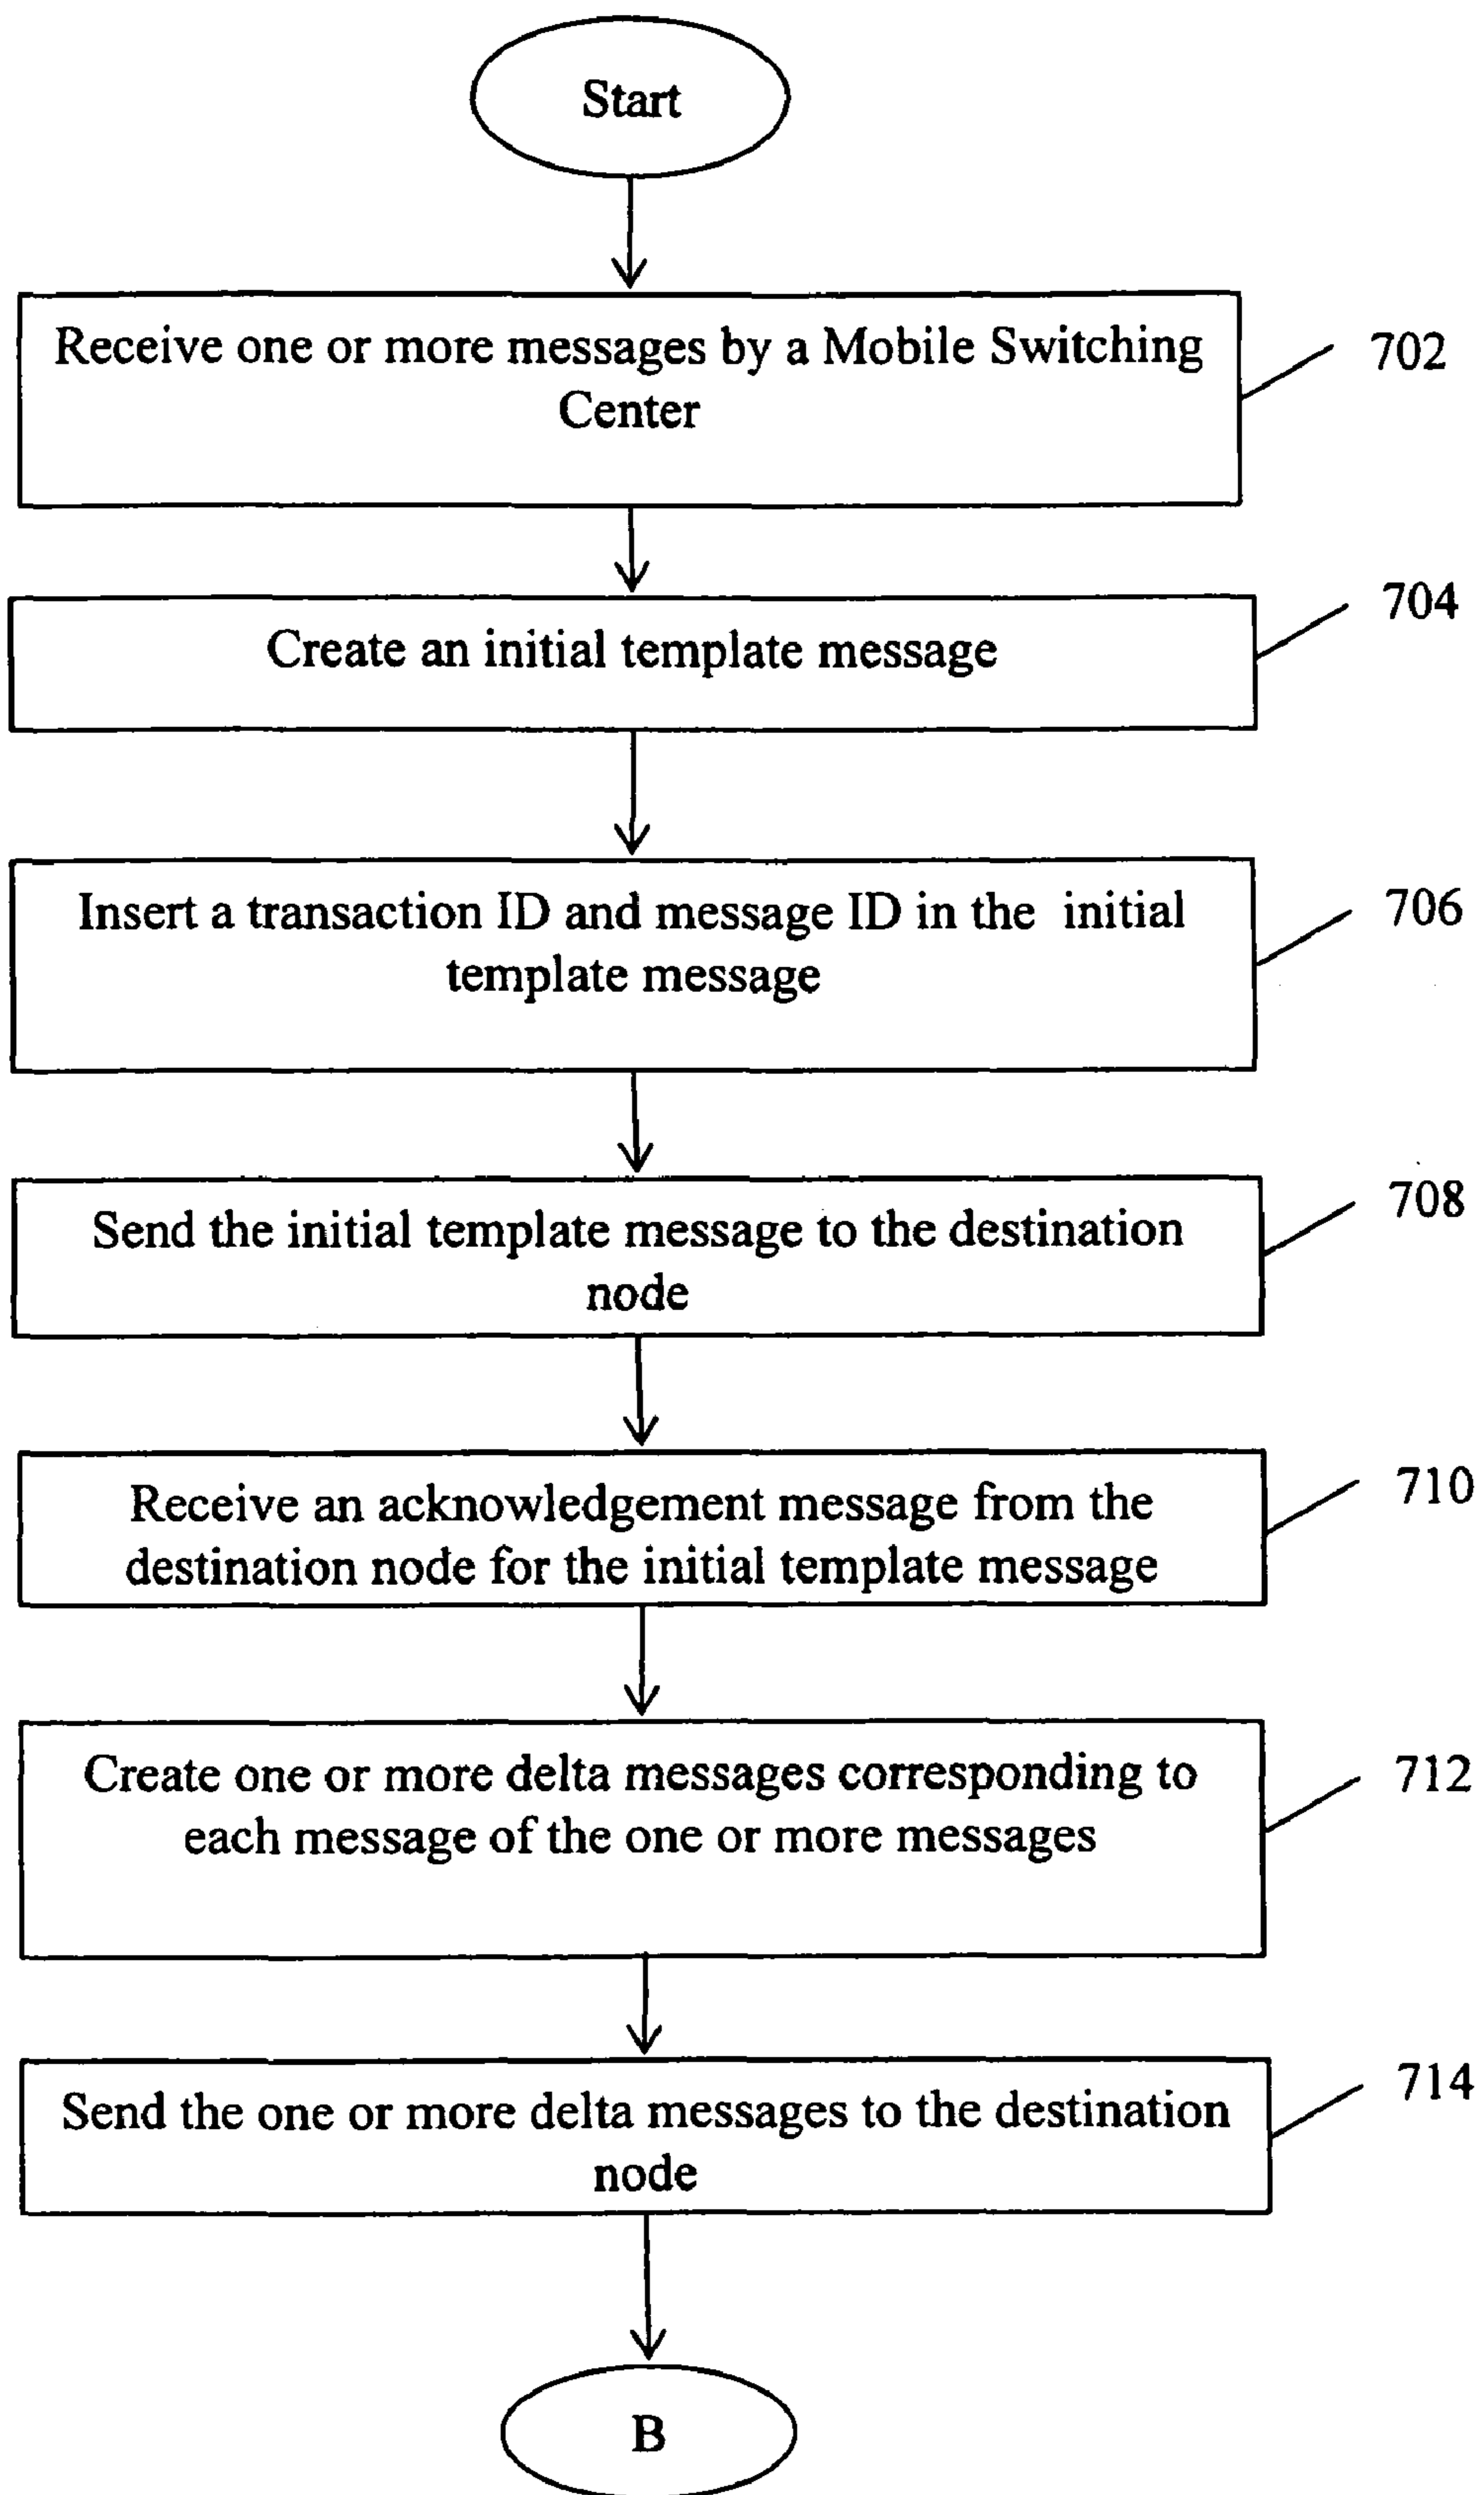 Start
Receive one or more messages by a Mobile Switching
Center
702
Create an initial template message
704
Insert a transaction ID and message ID in the initial
template message
706
Send the initial template message to the destination
node
708
Receive an acknowledgement message from the
destination node for the initial template message
710
Create one or more delta messages corresponding to
each message of the one or more messages
712
Send the one or more delta messages to the destination
node
714
B